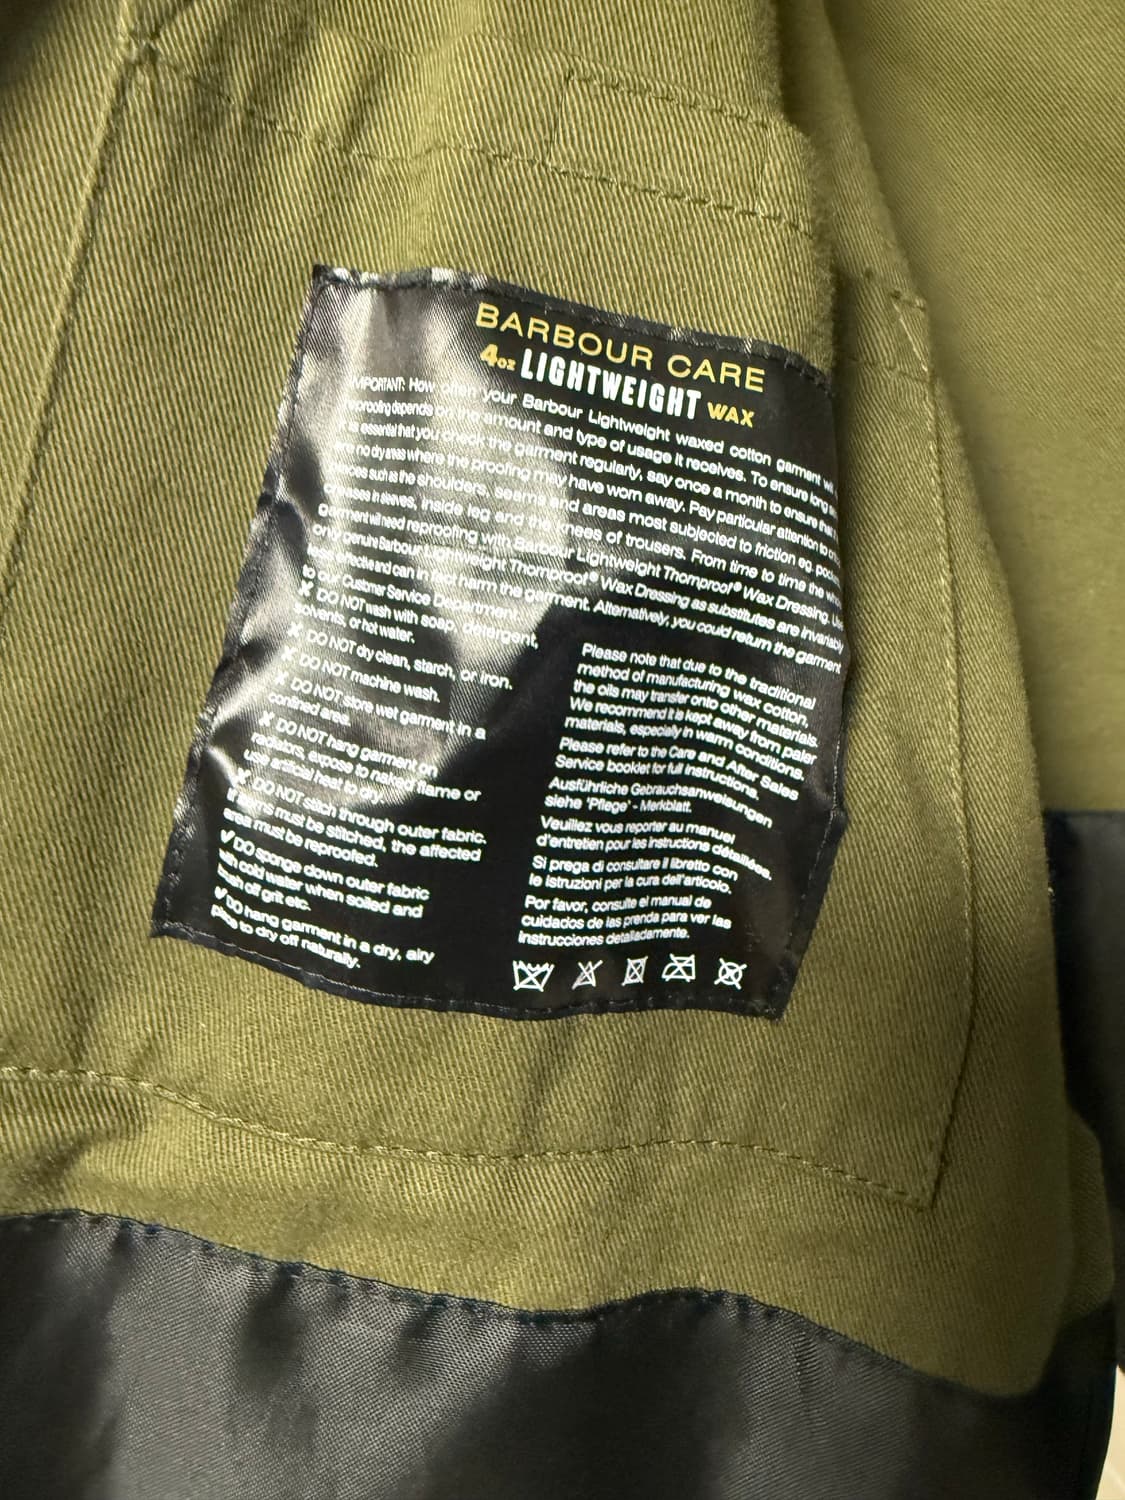 BARBOUR CARE
4oz LIGHTWEIGHT WAX
IMPORTANT: How often your Barbour Lightweight waxed cotton garment
reproofing depends on the amount and type of usage it receives. To ensure long
it is essential that you check the garment regularly, say once a month to ensure
are no dry areas where the proofing may have worn away. Pay particular attention to
such as the shoulders, seams and areas most subjected to friction eg.
creases in sleeves, inside leg and the knees of trousers. From time to time the
garment will need reproofing with Barbour Lightweight Thornproof® Wax Dressing.
genuine Barbour Lightweight Thornproof® Wax Dressing as substitutes are invariably
and can in fact harm the garment. Alternatively, you could return the garment
to our Customer Service Department.
✗ DO NOT wash with soap, detergent,
solvents, or hot water.
✗ DO NOT dry clean, starch, or iron.
✗ DO NOT machine wash.
✗ DO NOT store wet garment in a
confined area.
✗ DO NOT hang garment on
radiators, expose to naked flame or
use artificial heat to dry.
✗ DO NOT stitch through outer fabric.
If seams must be stitched, the affected
area must be reproofed.
✓ DO sponge down outer fabric
with cold water when soiled and
wash off grit etc.
✓ DO hang garment in a dry, airy
place to dry off naturally.
Please note that due to the traditional
method of manufacturing wax cotton,
the oils may transfer onto other materials.
We recommend it is kept away from paler
materials, especially in warm conditions.
Please refer to the Care and After Sales
Service booklet for full instructions.
Ausführliche Gebrauchsanweisungen
siehe 'Pflege' - Merkblatt.
Veuillez vous reporter au manuel
d'entretien pour les instructions détaillées.
Si prega di consultare il libretto con
le istruzioni per la cura dell'articolo.
Por favor, consulte el manual de
cuidados de las prenda para ver las
instrucciones detalladamente.